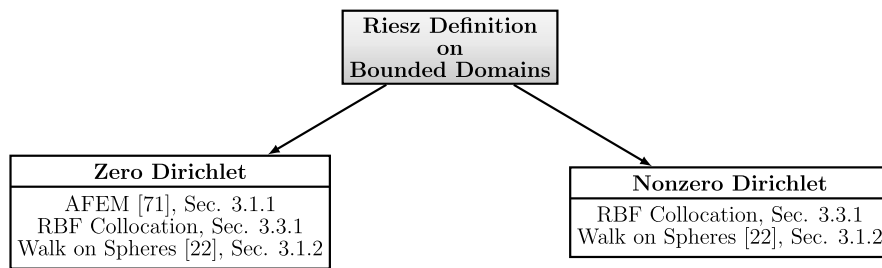 Riesz Definition
on
Bounded Domains
Zero Dirichlet
AFEM [71], Sec. 3.1.1
RBF Collocation, Sec. 3.3.1
Walk on Spheres [22], Sec. 3.1.2
Nonzero Dirichlet
RBF Collocation, Sec. 3.3.1
Walk on Spheres [22], Sec. 3.1.2